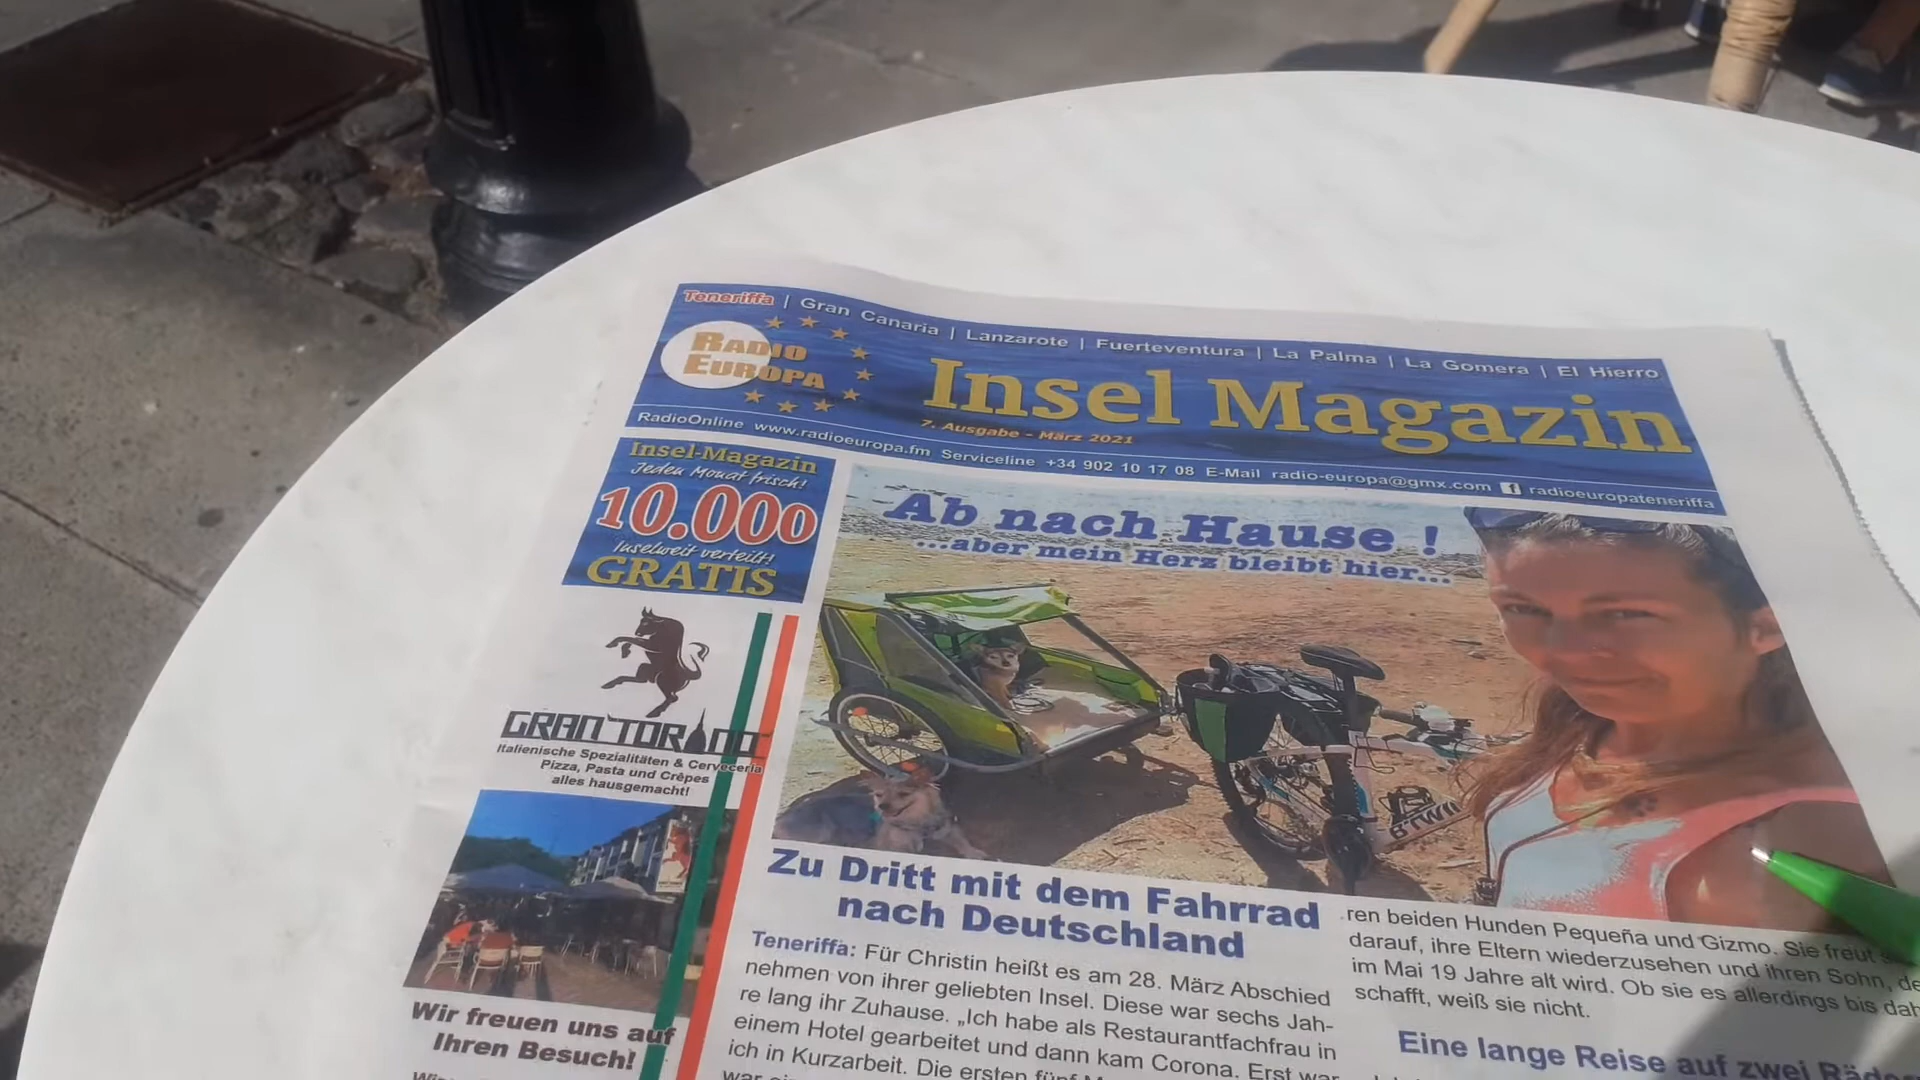 Teneriffa | Gran Canaria | Lanzarote | Fuerteventura | La Palma | La Gomera | El Hierro
RADIO
EUROPA
Insel Magazin
7. Ausgabe - März 2021
RadioOnline www.radioeuropa.fm Serviceline +34 902 10 17 08 E-Mail radio-europa@gmx.com f radioeuropateneriffa
Insel-Magazin
Jeden Monat frisch!
10.000
Inselweit verteilt!
GRATIS
GRAN TORINO
Italienische Spezialitäten & Cerveceria
Pizza, Pasta und Crêpes
alles hausgemacht!
Wir freuen uns auf
Ihren Besuch!
Ab nach Hause !
...aber mein Herz bleibt hier...
BTWIN
Zu Dritt mit dem Fahrrad
nach Deutschland
Teneriffa: Für Christin heißt es am 28. März Abschied
nehmen von ihrer geliebten Insel. Diese war sechs Jah-
re lang ihr Zuhause. „Ich habe als Restaurantfachfrau in
einem Hotel gearbeitet und dann kam Corona. Erst war
ich in Kurzarbeit. Die ersten fünf
ren beiden Hunden Pequeña und Gizmo. Sie freut
darauf, ihre Eltern wiederzusehen und ihren Sohn, de
im Mai 19 Jahre alt wird. Ob sie es allerdings bis dah
schafft, weiß sie nicht.
Eine lange Reise auf zwei